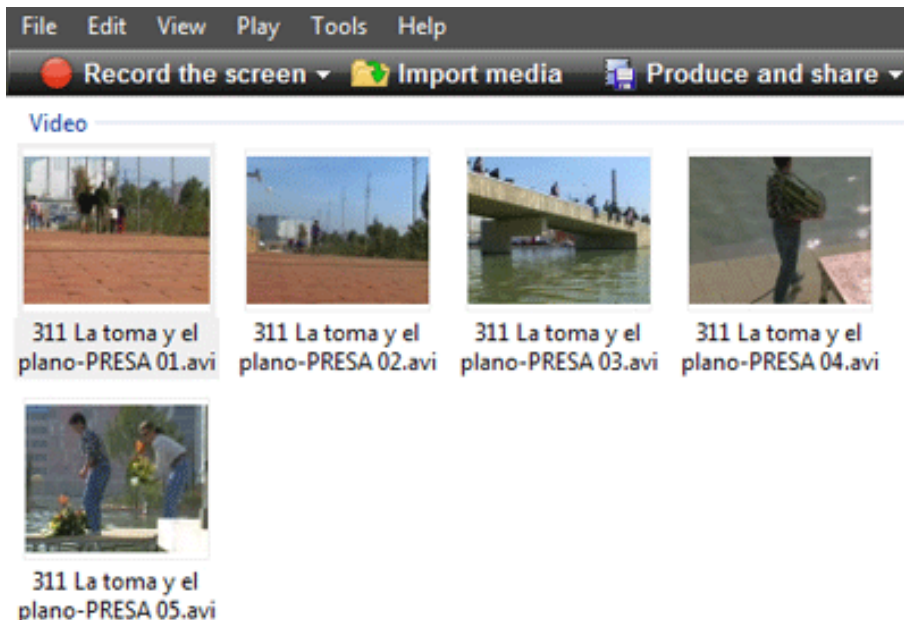 File Edit View Play Tools Help
Record the screen Import media Produce and share
Video
311 La toma y el
plano-PRESA 01.avi
311 La toma y el
plano-PRESA 02.avi
311 La toma y el
plano-PRESA 03.avi
311 La toma y el
plano-PRESA 04.avi
311 La toma y el
plano-PRESA 05.avi